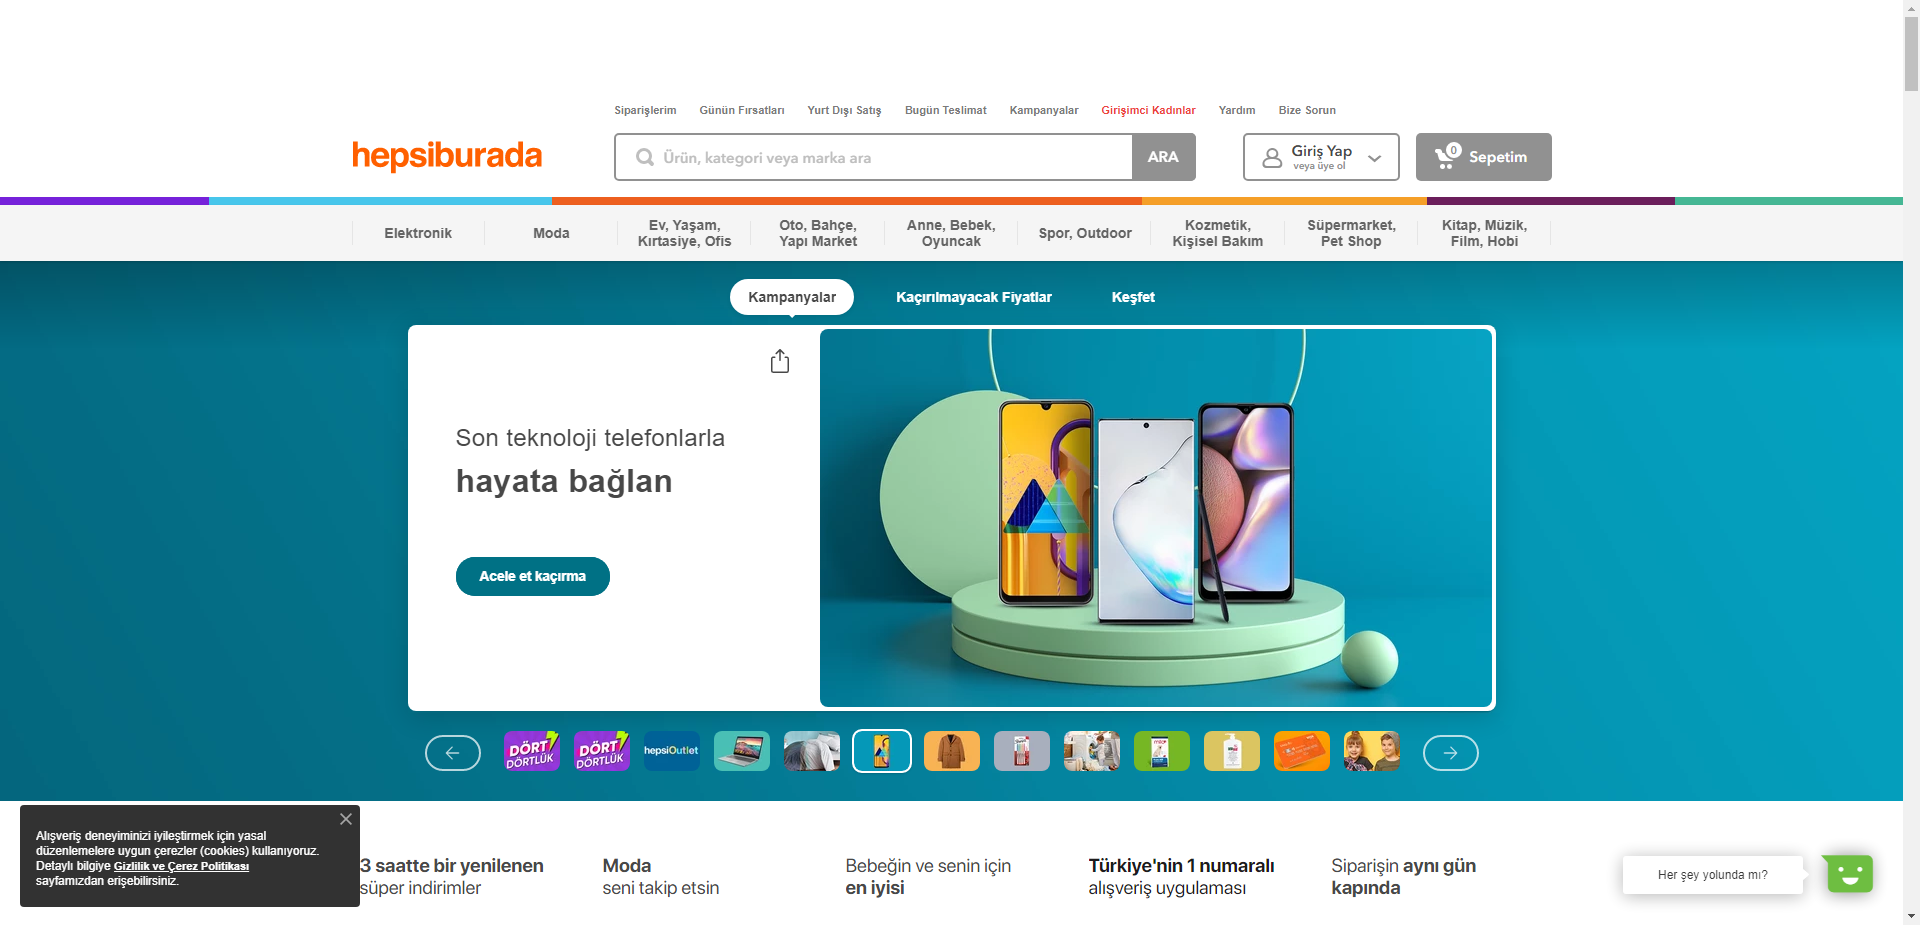 Siparişlerim
Günün Fırsatları
Yurt Dışı Satış
Bugün Teslimat
Kampanyalar
Girişimci Kadınlar
Yardım
Bize Sorun
hepsiburada
Ürün, kategori veya marka ara
ARA
Giriş Yap
veya üye ol
0
Sepetim
Elektronik
Moda
Ev, Yaşam,
Kırtasiye, Ofis
Oto, Bahçe,
Yapı Market
Anne, Bebek,
Oyuncak
Spor, Outdoor
Kozmetik,
Kişisel Bakım
Süpermarket,
Pet Shop
Kitap, Müzik,
Film, Hobi
Kampanyalar
Kaçırılmayacak Fiyatlar
Keşfet
Son teknoloji telefonlarla
hayata bağlan
Acele et kaçırma
DÖRT
DÖRTLÜK
DÖRT
DÖRTLÜK
hepsiOutlet
Alışveriş deneyiminizi iyileştirmek için yasal
düzenlemelere uygun çerezler (cookies) kullanıyoruz.
Detaylı bilgiye Gizlilik ve Çerez Politikası
sayfamızdan erişebilirsiniz.
3 saatte bir yenilenen
süper indirimler
Moda
seni takip etsin
Bebeğin ve senin için
en iyisi
Türkiye'nin 1 numaralı
alışveriş uygulaması
Siparişin aynı gün
kapında
Her şey yolunda mı?